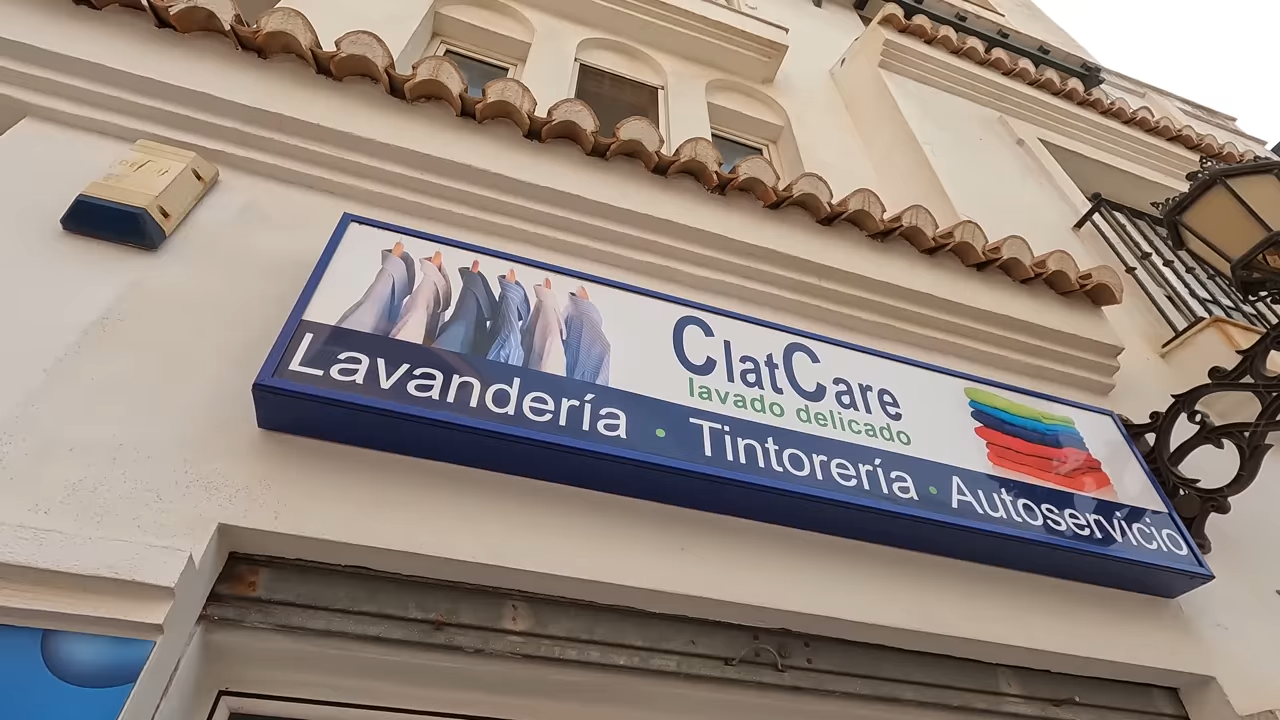 ClatCare
lavado delicado
Lavandería • Tintorería • Autoservicio